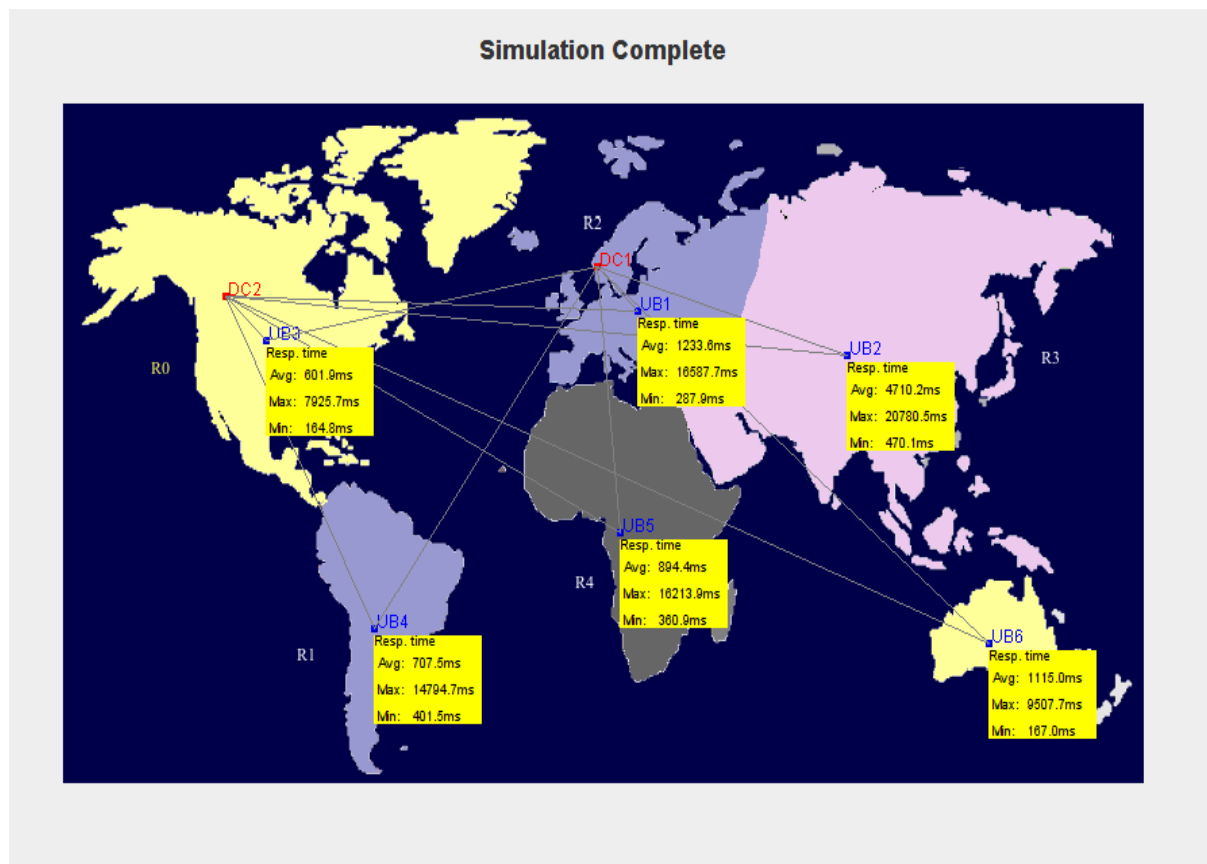 Simulation Complete
R2
DC1
DC2
UB1
Resp. time
Avg: 1233.6ms
Max: 16587.7ms
Min: 287.9ms
UB3
Resp. time
Avg: 601.9ms
Max: 7925.7ms
Min: 164.8ms
UB2
Resp. time
Avg: 4710.2ms
Max: 20780.5ms
Min: 470.1ms
R3
R0
UB5
Resp. time
Avg: 894.4ms
Max: 16213.9ms
Min: 360.9ms
R4
UB4
Resp. time
Avg: 707.5ms
Max: 14794.7ms
Min: 401.5ms
R1
UB6
Resp. time
Avg: 1115.0ms
Max: 9507.7ms
Min: 167.0ms